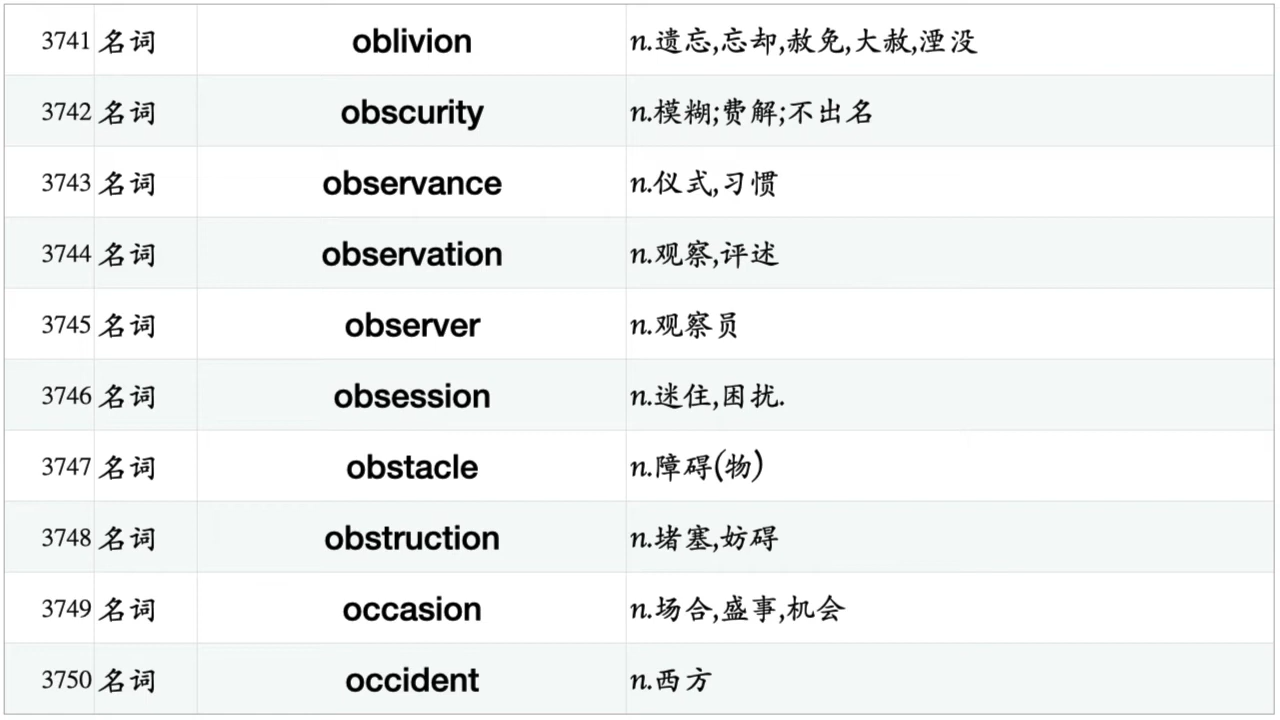 3741 名词 oblivion n.遗忘,忘却,赦免,大赦,湮没
3742 名词 obscurity n.模糊;费解;不出名
3743 名词 observance n.仪式,习惯
3744 名词 observation n.观察,评述
3745 名词 observer n.观察员
3746 名词 obsession n.迷住,困扰.
3747 名词 obstacle n.障碍(物)
3748 名词 obstruction n.堵塞,妨碍
3749 名词 occasion n.场合,盛事,机会
3750 名词 occident n.西方